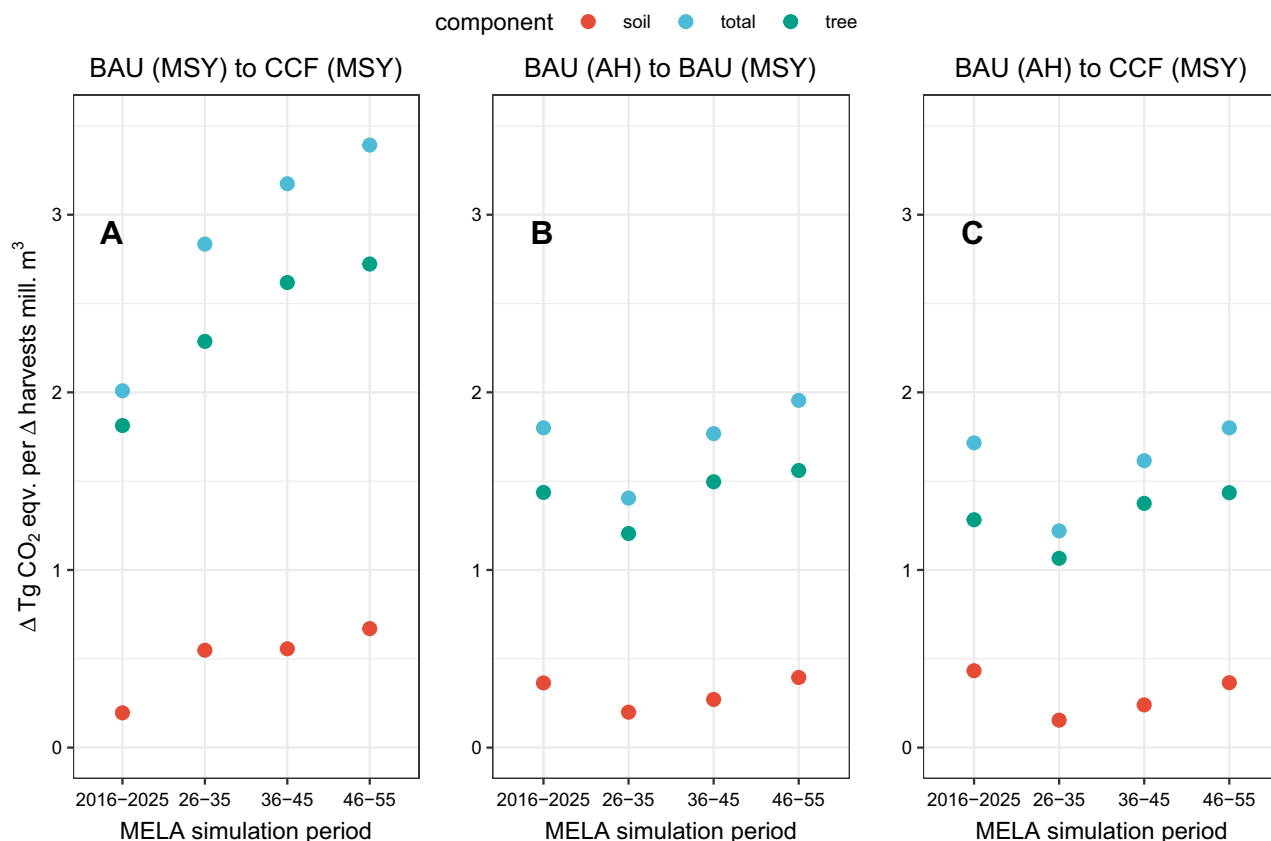 component soil total tree
BAU (MSY) to CCF (MSY) BAU (AH) to BAU (MSY) BAU (AH) to CCF (MSY)
Δ Tg CO₂ eqv. per Δ harvests mill. m³
A B C
3 3 3
2 2 2
1 1 1
0 0 0
2016−2025 26−35 36−45 46−55 2016−2025 26−35 36−45 46−55 2016−2025 26−35 36−45 46−55
MELA simulation period MELA simulation period MELA simulation period